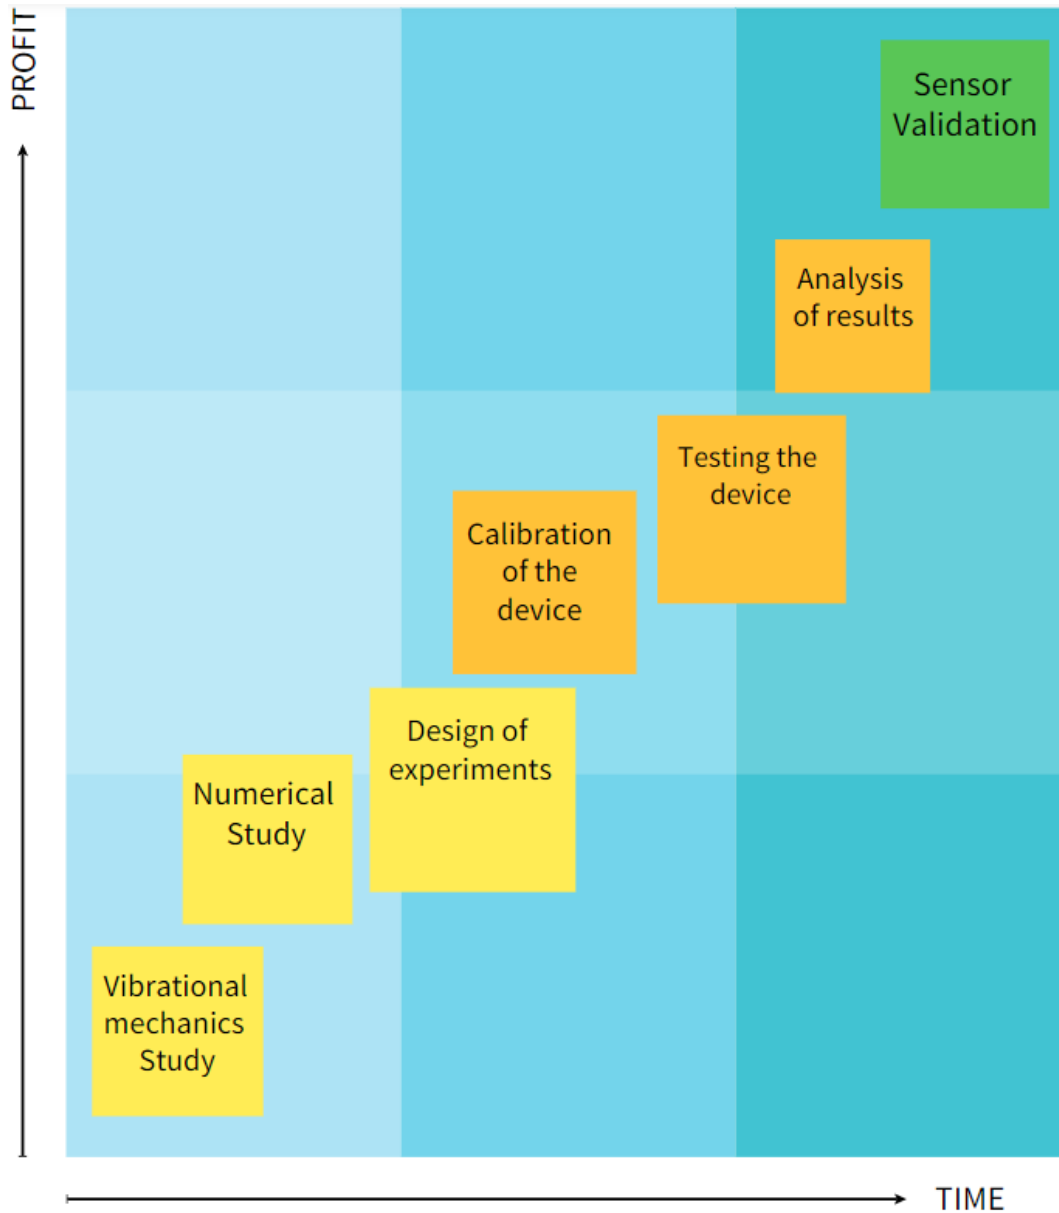 PROFIT
Sensor
Validation
Analysis
of results
Testing the
device
Calibration
of the
device
Design of
experiments
Numerical
Study
Vibrational
mechanics
Study
TIME